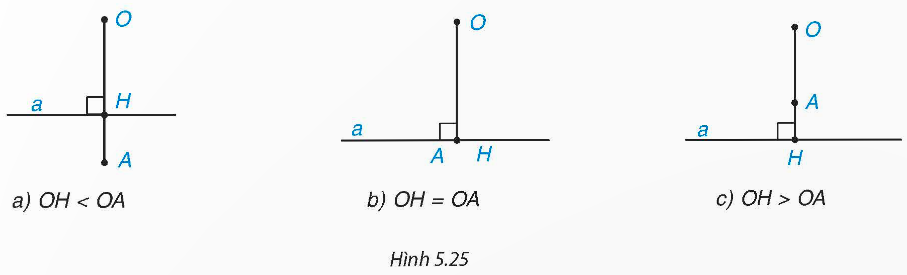 O
a
H
A
a) OH < OA
O
a
A H
b) OH = OA
O
A
a
H
c) OH > OA
Hình 5.25